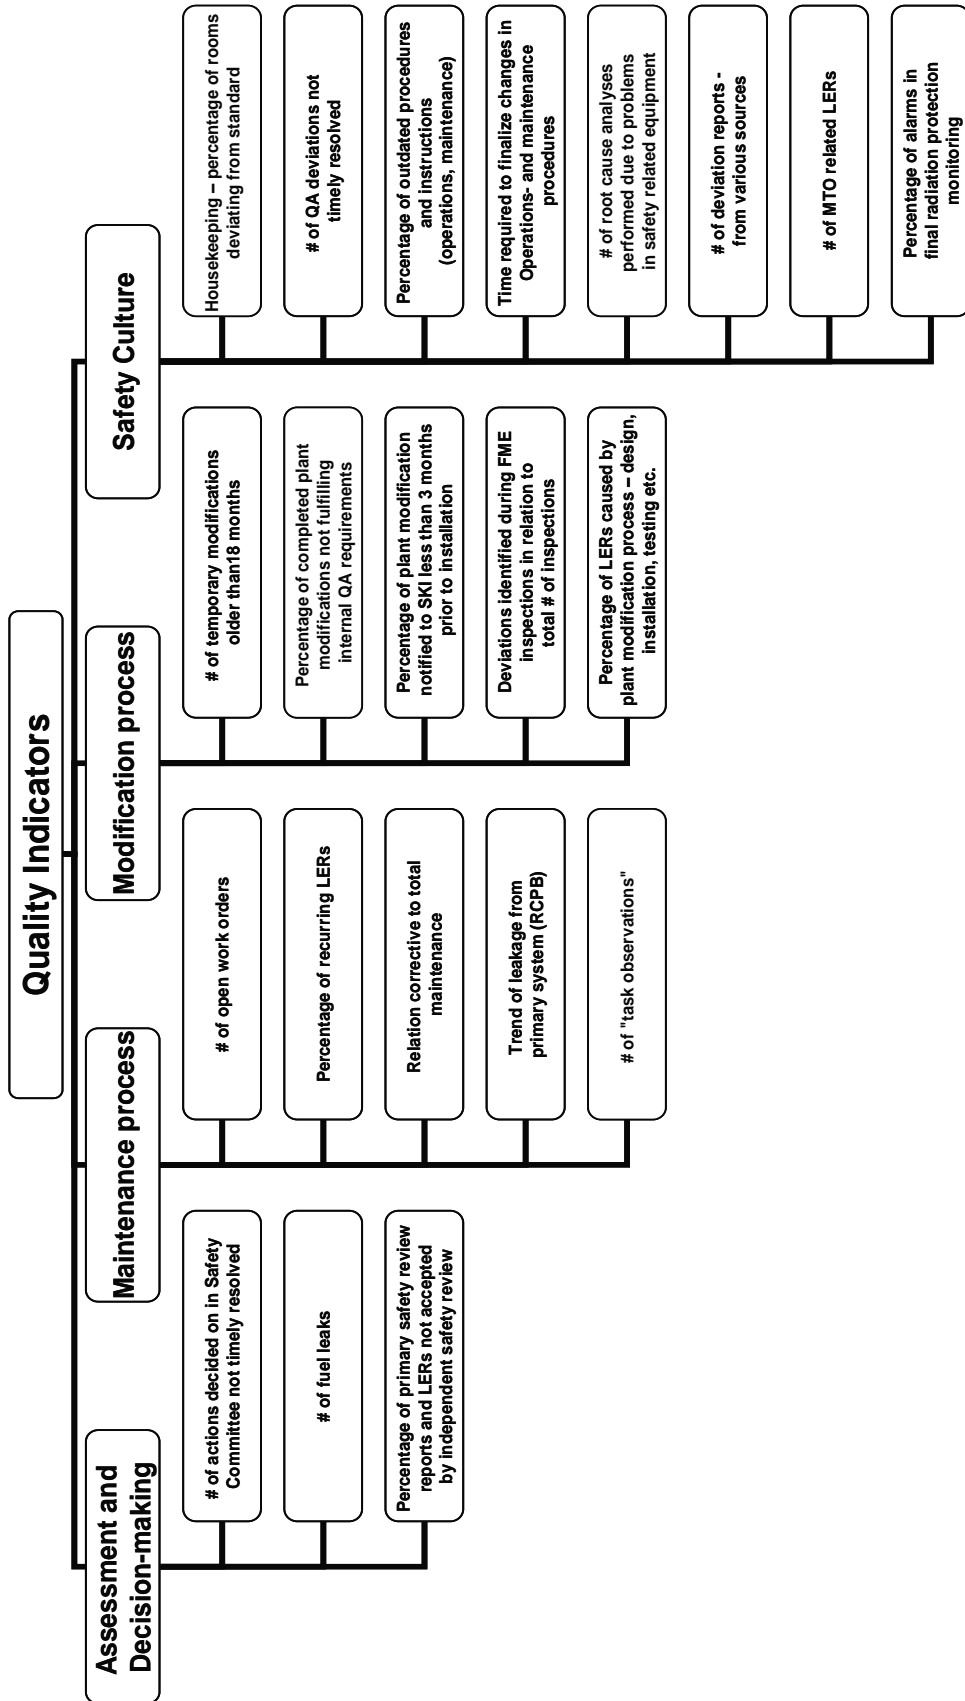 Quality Indicators
Assessment and
Decision-making
# of actions decided on in Safety
Committee not timely resolved
# of fuel leaks
Percentage of primary safety review
reports and LERs not accepted
by independent safety review
Maintenance process
# of open work orders
Percentage of recurring LERs
Relation corrective to total
maintenance
Trend of leakage from
primary system (RCPB)
# of "task observations"
Modification process
# of temporary modifications
older than18 months
Percentage of completed plant
modifications not fulfilling
internal QA requirements
Percentage of plant modification
notified to SKI less than 3 months
prior to installation
Deviations identified during FME
inspections in relation to
total # of inspections
Percentage of LERs caused by
plant modification process – design,
installation, testing etc.
Safety Culture
Housekeeping – percentage of rooms
deviating from standard
# of QA deviations not
timely resolved
Percentage of outdated procedures
and instructions
(operations, maintenance)
Time required to finalize changes in
Operations- and maintenance
procedures
# of root cause analyses
performed due to problems
in safety related equipment
# of deviation reports -
from various sources
# of MTO related LERs
Percentage of alarms in
final radiation protection
monitoring